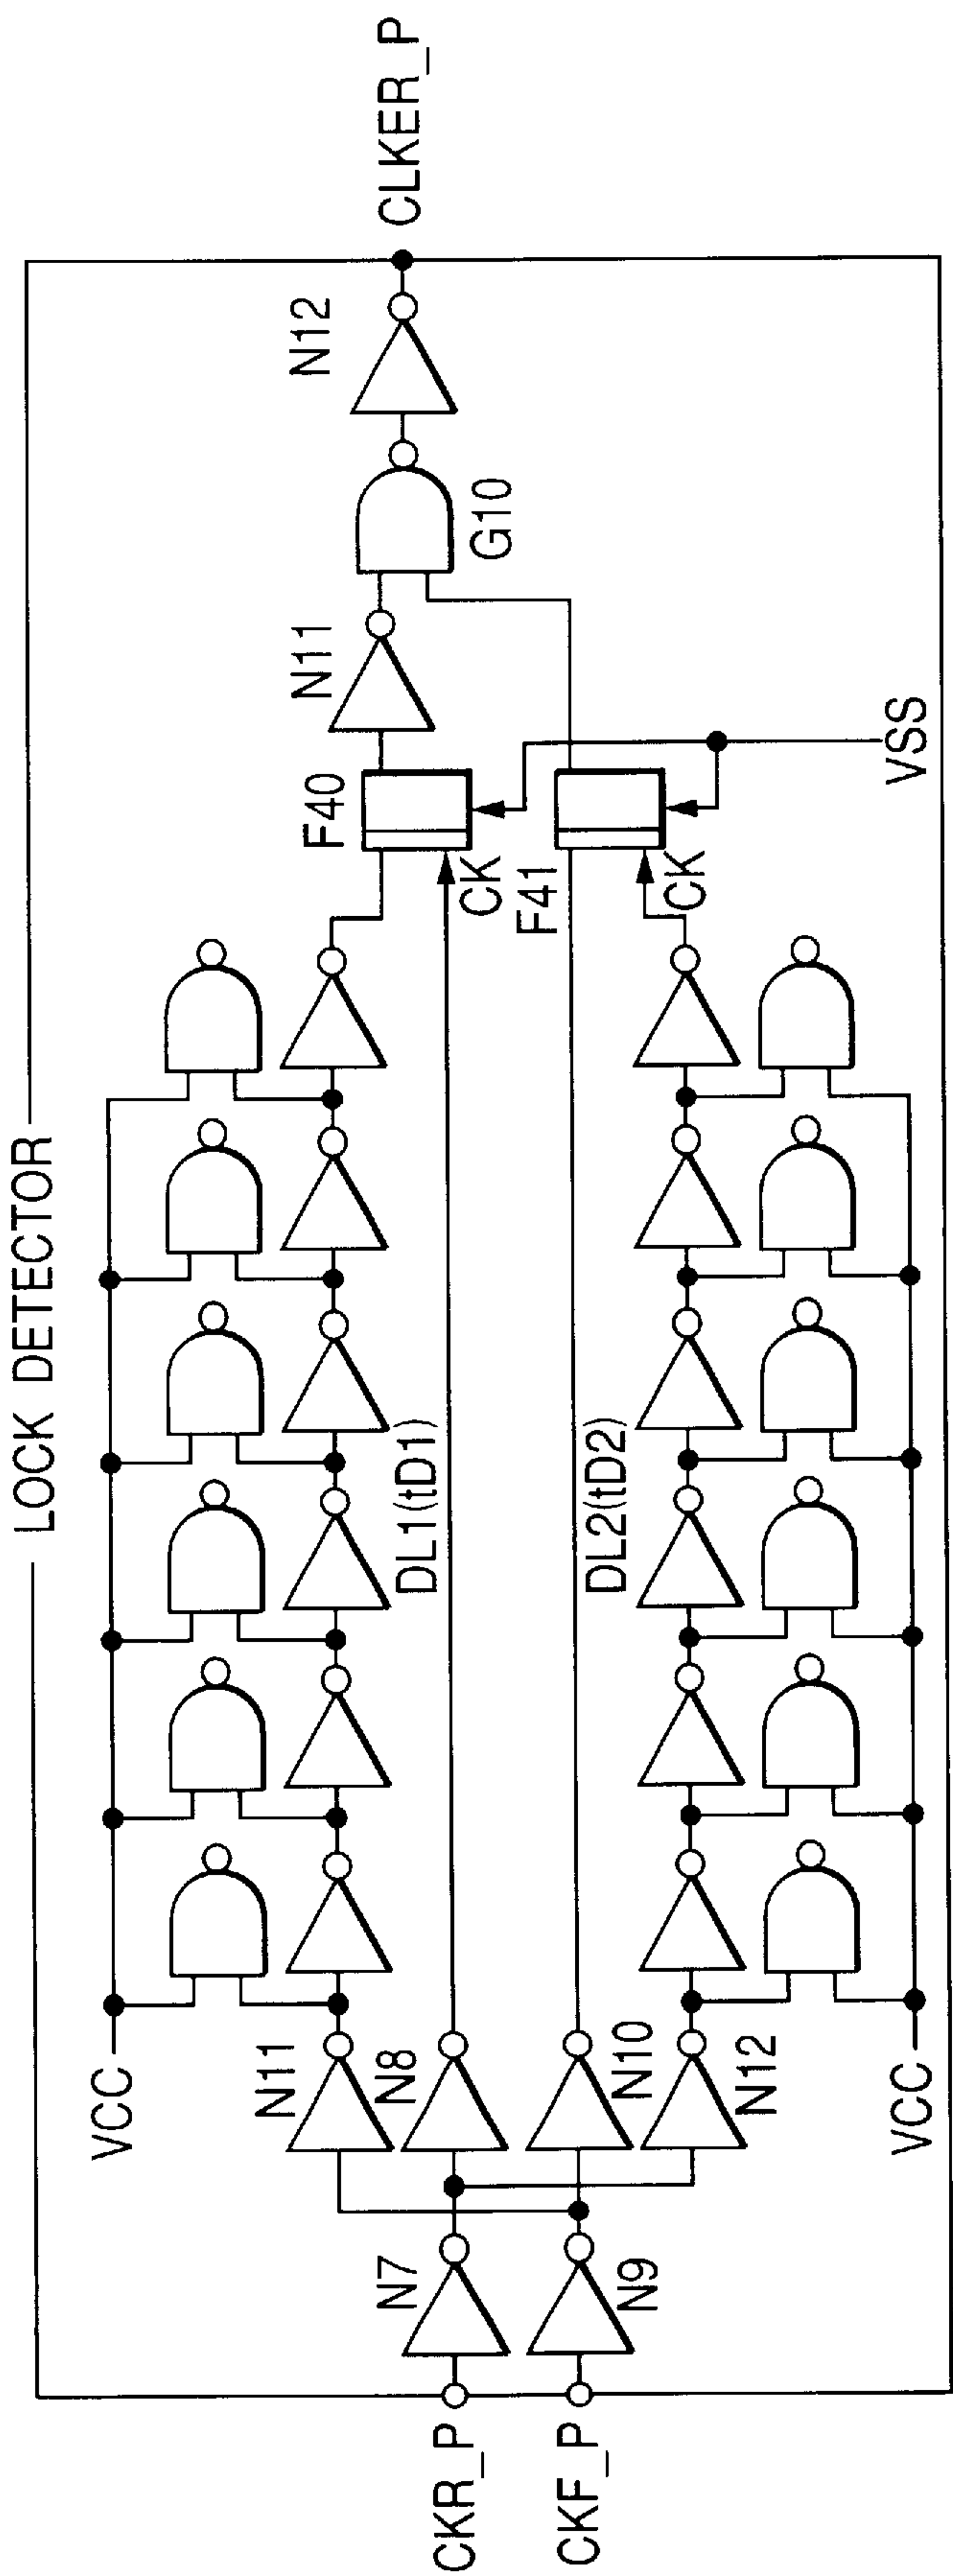 LOCK DETECTOR
CKR_P
CKF_P
N7
N9
VCC
N11
N8
N10
N12
VCC
DL1(tD1)
DL2(tD2)
F40
CK
F41
CK
VSS
N11
G10
N12
CLKER_P